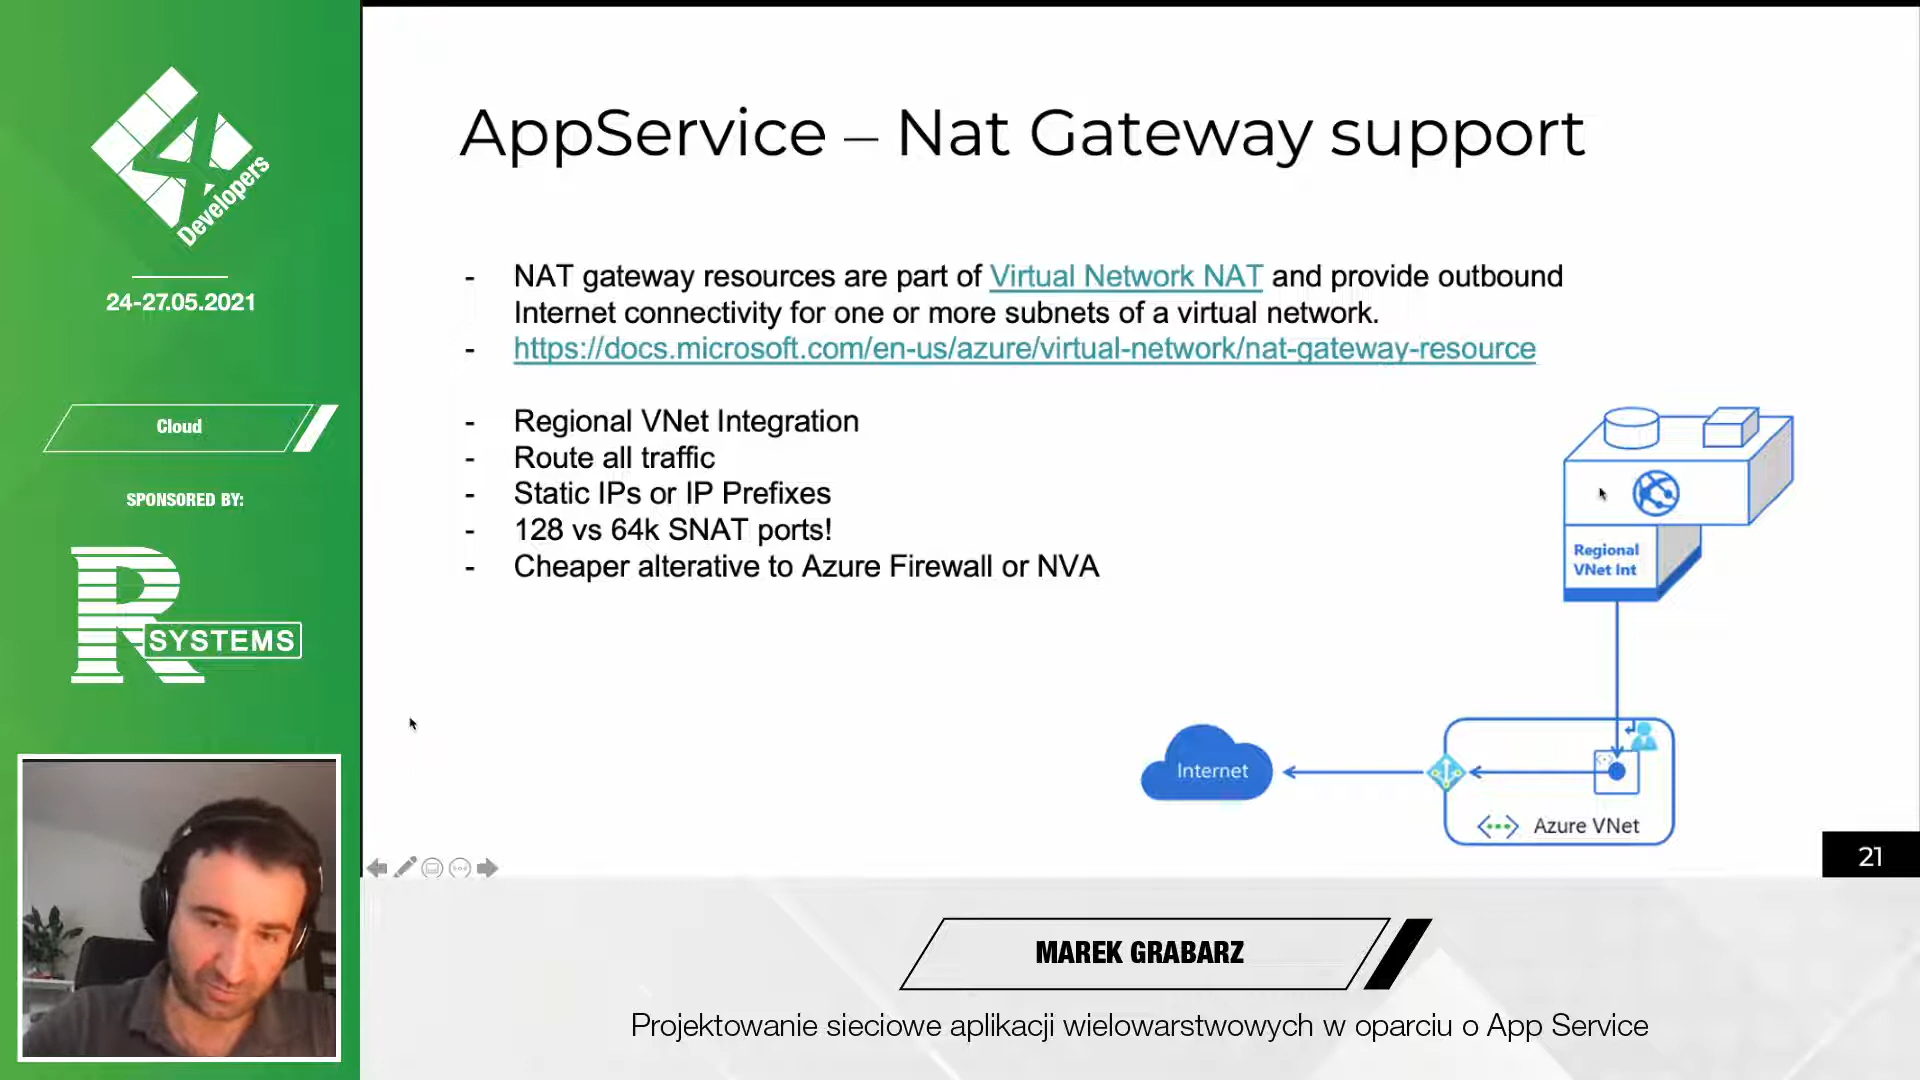 4
Developers
24-27.05.2021
Cloud
SPONSORED BY:
R SYSTEMS
AppService – Nat Gateway support
- NAT gateway resources are part of Virtual Network NAT and provide outbound
Internet connectivity for one or more subnets of a virtual network.
- https://docs.microsoft.com/en-us/azure/virtual-network/nat-gateway-resource
- Regional VNet Integration
- Route all traffic
- Static IPs or IP Prefixes
- 128 vs 64k SNAT ports!
- Cheaper alterative to Azure Firewall or NVA
Regional
VNet Int
Internet
Azure VNet
21
MAREK GRABARZ
Projektowanie sieciowe aplikacji wielowarstwowych w oparciu o App Service